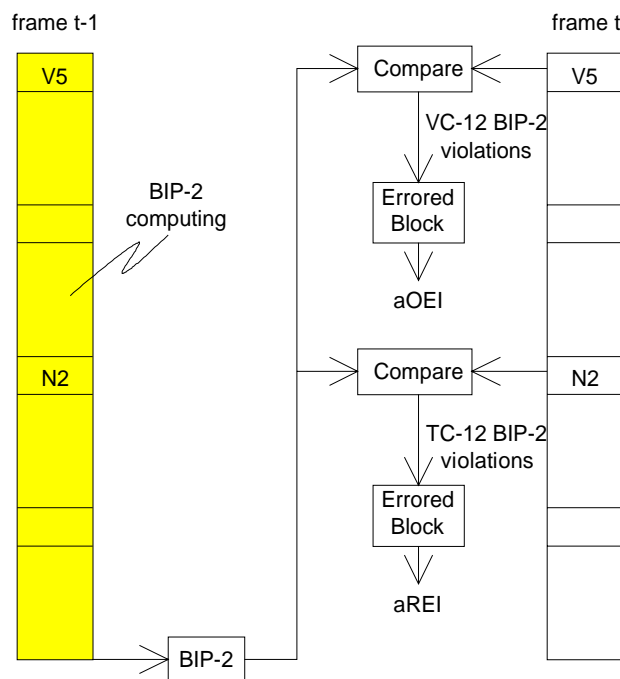 frame t-1
frame t
V5
Compare
V5
VC-12 BIP-2
violations
BIP-2
computing
Errored
Block
aOEI
N2
Compare
N2
TC-12 BIP-2
violations
Errored
Block
aREI
BIP-2